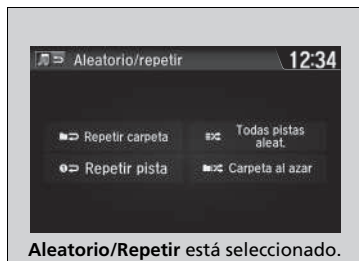 Aleatorio/repetir 12:34
Repetir carpeta
Todas pistas
aleat.
Repetir pista
Carpeta al azar
Aleatorio/Repetir está seleccionado.